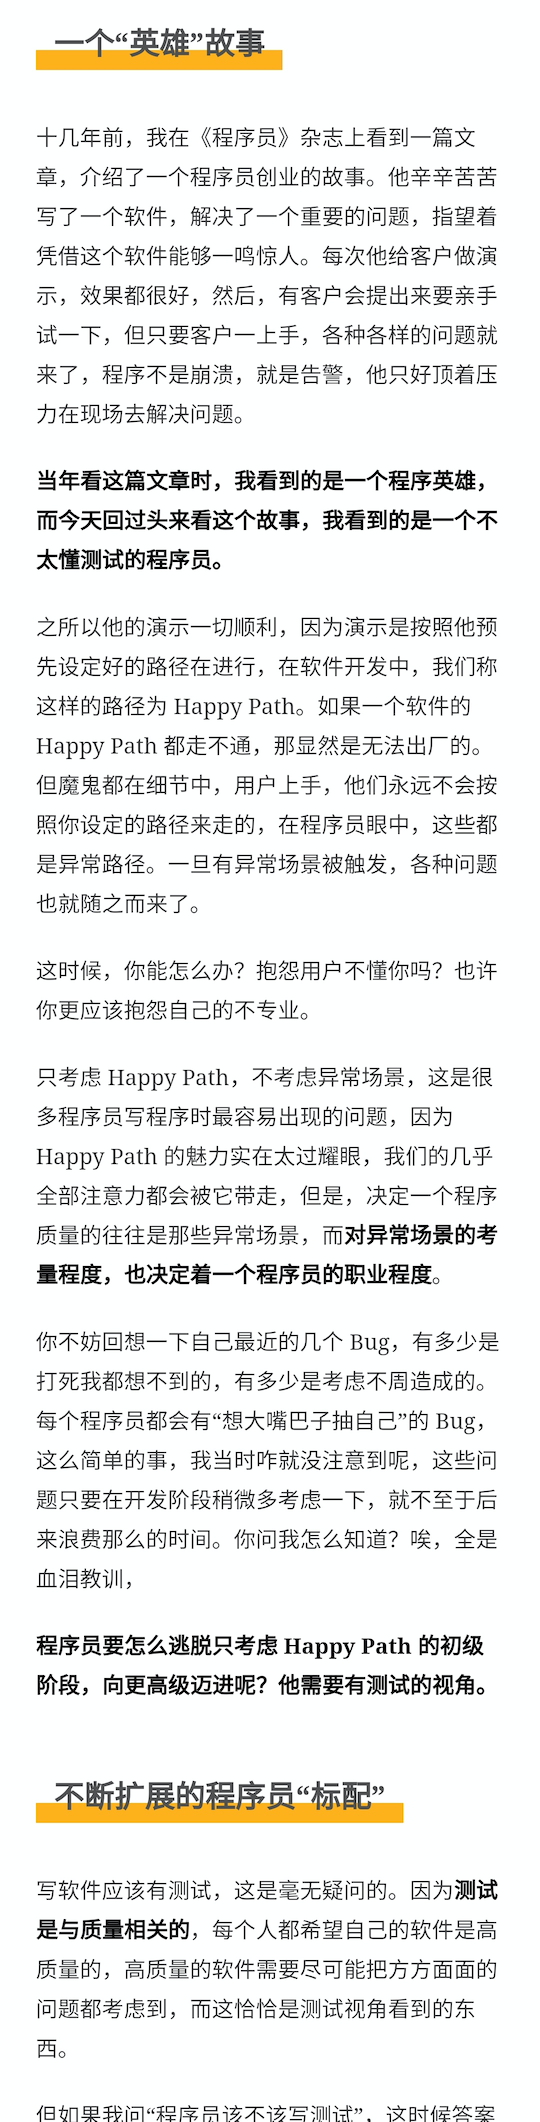 一个“英雄”故事
十几年前，我在《程序员》杂志上看到一篇文
章，介绍了一个程序员创业的故事。他辛辛苦苦
写了一个软件，解决了一个重要的问题，指望着
凭借这个软件能够一鸣惊人。每次他给客户做演
示，效果都很好，然后，有客户会提出来要亲手
试一下，但只要客户一上手，各种各样的问题就
来了，程序不是崩溃，就是告警，他只好顶着压
力在现场去解决问题。
当年看这篇文章时，我看到的是一个程序英雄，
而今天回过头来看这个故事，我看到的是一个不
太懂测试的程序员。
之所以他的演示一切顺利，因为演示是按照他预
先设定好的路径在进行，在软件开发中，我们称
这样的路径为 Happy Path。如果一个软件的
Happy Path 都走不通，那显然是无法出厂的。
但魔鬼都在细节中，用户上手，他们永远不会按
照你设定的路径来走的，在程序员眼中，这些都
是异常路径。一旦有异常场景被触发，各种问题
也就随之而来了。
这时候，你能怎么办？抱怨用户不懂你吗？也许
你更应该抱怨自己的不专业。
只考虑 Happy Path，不考虑异常场景，这是很
多程序员写程序时最容易出现的问题，因为
Happy Path 的魅力实在太过耀眼，我们的几乎
全部注意力都会被它带走，但是，决定一个程序
质量的往往是那些异常场景，而对异常场景的考
量程度，也决定着一个程序员的职业程度。
你不妨回想一下自己最近的几个 Bug，有多少是
打死我都想不到的，有多少是考虑不周造成的。
每个程序员都会有“想大嘴巴子抽自己”的 Bug，
这么简单的事，我当时咋就没注意到呢，这些问
题只要在开发阶段稍微多考虑一下，就不至于后
来浪费那么的时间。你问我怎么知道？唉，全是
血泪教训，
程序员要怎么逃脱只考虑 Happy Path 的初级
阶段，向更高级迈进呢？他需要有测试的视角。
不断扩展的程序员“标配”
写软件应该有测试，这是毫无疑问的。因为测试
是与质量相关的，每个人都希望自己的软件是高
质量的，高质量的软件需要尽可能把方方面面的
问题都考虑到，而这恰恰是测试视角看到的东
西。
但如果我问“程序员该不该写测试”，这时候答案